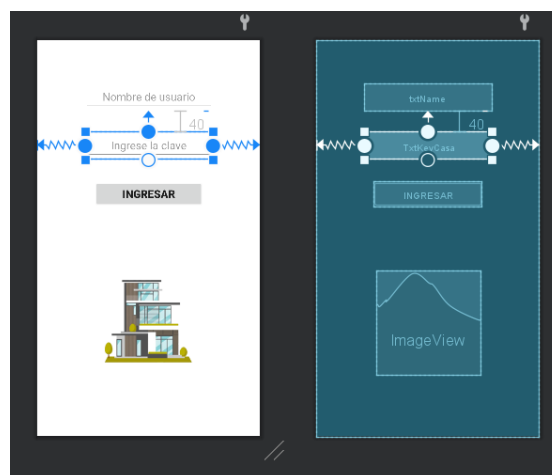 Nombre de usuario
40
Ingrese la clave
INGRESAR
txtName
40
TxtKeyCasa
INGRESAR
ImageView